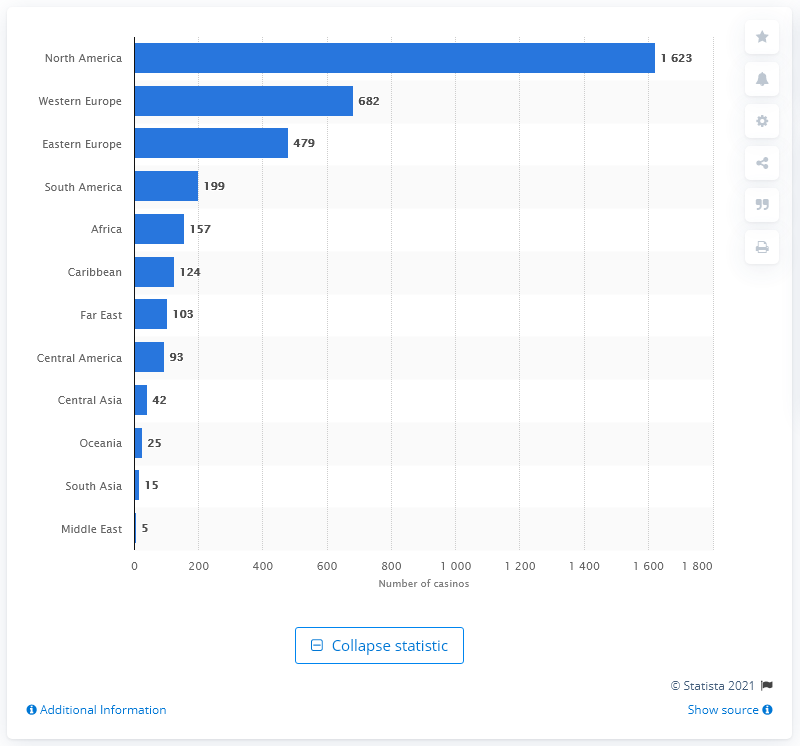 North America 1 623
Western Europe 682
Eastern Europe 479
South America 199
Africa 157
Caribbean 124
Far East 103
Central America 93
Central Asia 42
Oceania 25
South Asia 15
Middle East 5
0 200 400 600 800 1 000 1 200 1 400 1 600 1 800
Number of casinos
Collapse statistic
© Statista 2021
Additional Information
Show source